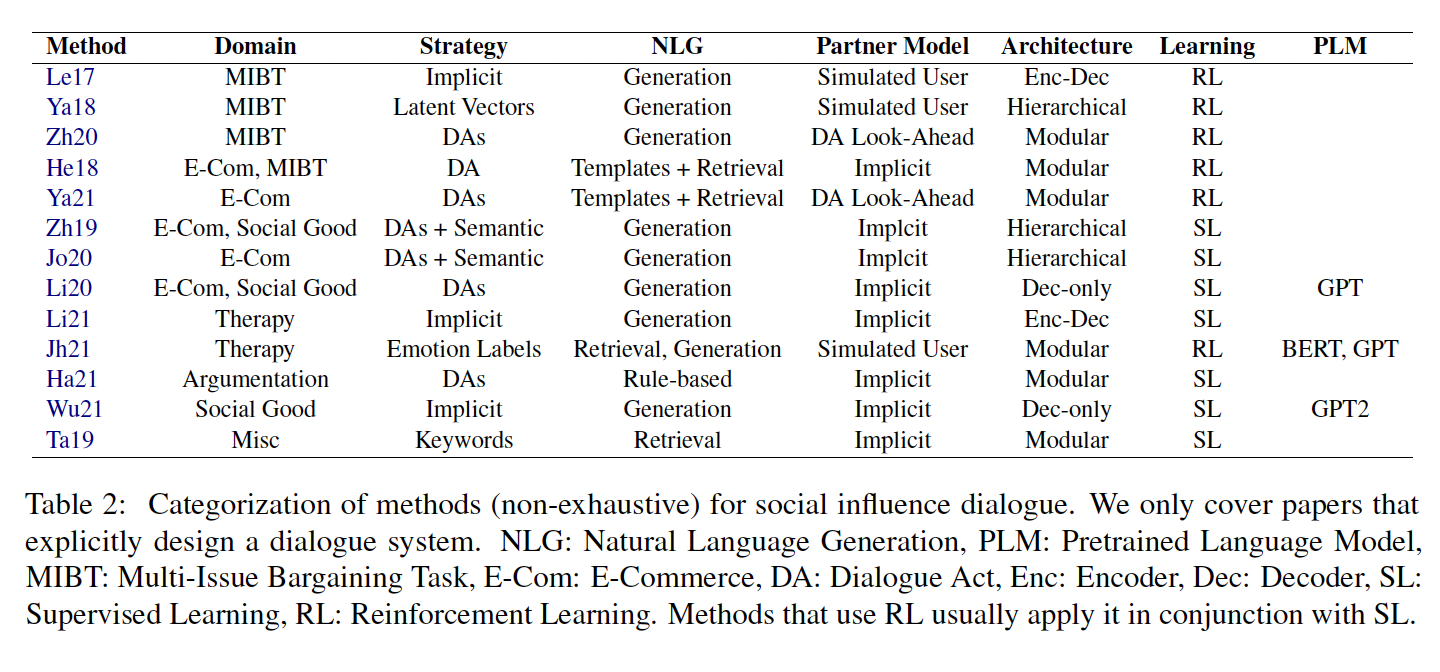 Method Domain Strategy NLG Partner Model Architecture Learning PLM
Le17 MIBT Implicit Generation Simulated User Enc-Dec RL
Ya18 MIBT Latent Vectors Generation Simulated User Hierarchical RL
Zh20 MIBT DAs Generation DA Look-Ahead Modular RL
He18 E-Com, MIBT DA Templates + Retrieval Implicit Modular RL
Ya21 E-Com DAs Templates + Retrieval DA Look-Ahead Modular RL
Zh19 E-Com, Social Good DAs + Semantic Generation Implcit Hierarchical SL
Jo20 E-Com DAs + Semantic Generation Implcit Hierarchical SL
Li20 E-Com, Social Good DAs Generation Implicit Dec-only SL GPT
Li21 Therapy Implicit Generation Implicit Enc-Dec SL
Jh21 Therapy Emotion Labels Retrieval, Generation Simulated User Modular RL BERT, GPT
Ha21 Argumentation DAs Rule-based Implicit Modular SL
Wu21 Social Good Implicit Generation Implicit Dec-only SL GPT2
Ta19 Misc Keywords Retrieval Implicit Modular SL
Table 2: Categorization of methods (non-exhaustive) for social influence dialogue. We only cover papers that
explicitly design a dialogue system. NLG: Natural Language Generation, PLM: Pretrained Language Model,
MIBT: Multi-Issue Bargaining Task, E-Com: E-Commerce, DA: Dialogue Act, Enc: Encoder, Dec: Decoder, SL:
Supervised Learning, RL: Reinforcement Learning. Methods that use RL usually apply it in conjunction with SL.